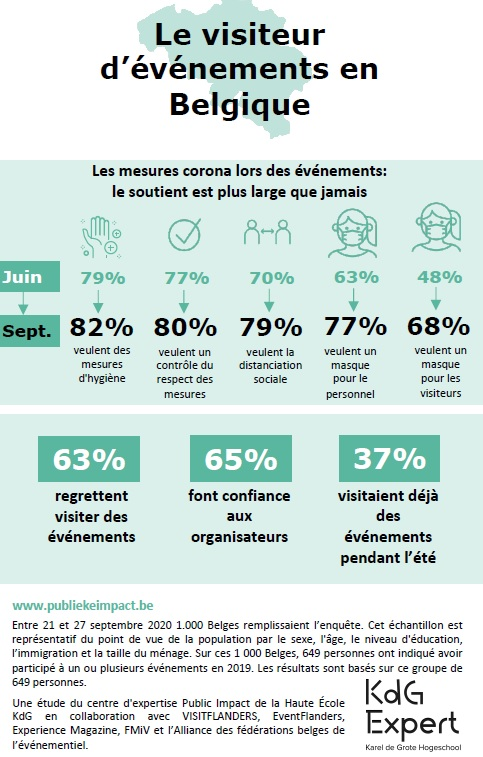 Le visiteur
d’événements en
Belgique
Les mesures corona lors des événements:
le soutient est plus large que jamais
Juin
79%
77%
70%
63%
48%
Sept.
82%
80%
79%
77%
68%
veulent des
mesures
d'hygiène
veulent un
contrôle du
respect des
mesures
veulent la
distanciation
sociale
veulent un
masque
pour le
personnel
veulent un
masque
pour les
visiteurs
63%
regrettent
visiter des
événements
65%
font confiance
aux
organisateurs
37%
visitaient déjà
des
événements
pendant l’été
www.publiekeimpact.be
Entre 21 et 27 septembre 2020 1.000 Belges remplissaient l’enquête. Cet échantillon est
représentatif du point de vue de la population par le sexe, l'âge, le niveau d'éducation,
l’immigration et la taille du ménage. Sur ces 1 000 Belges, 649 personnes ont indiqué avoir
participé à un ou plusieurs événements en 2019. Les résultats sont basés sur ce groupe de
649 personnes.
Une étude du centre d'expertise Public Impact de la Haute École
KdG en collaboration avec VISITFLANDERS, EventFlanders,
Experience Magazine, FMiV et l’Alliance des fédérations belges de
l’événementiel.
KdG
Expert
Karel de Grote Hogeschool